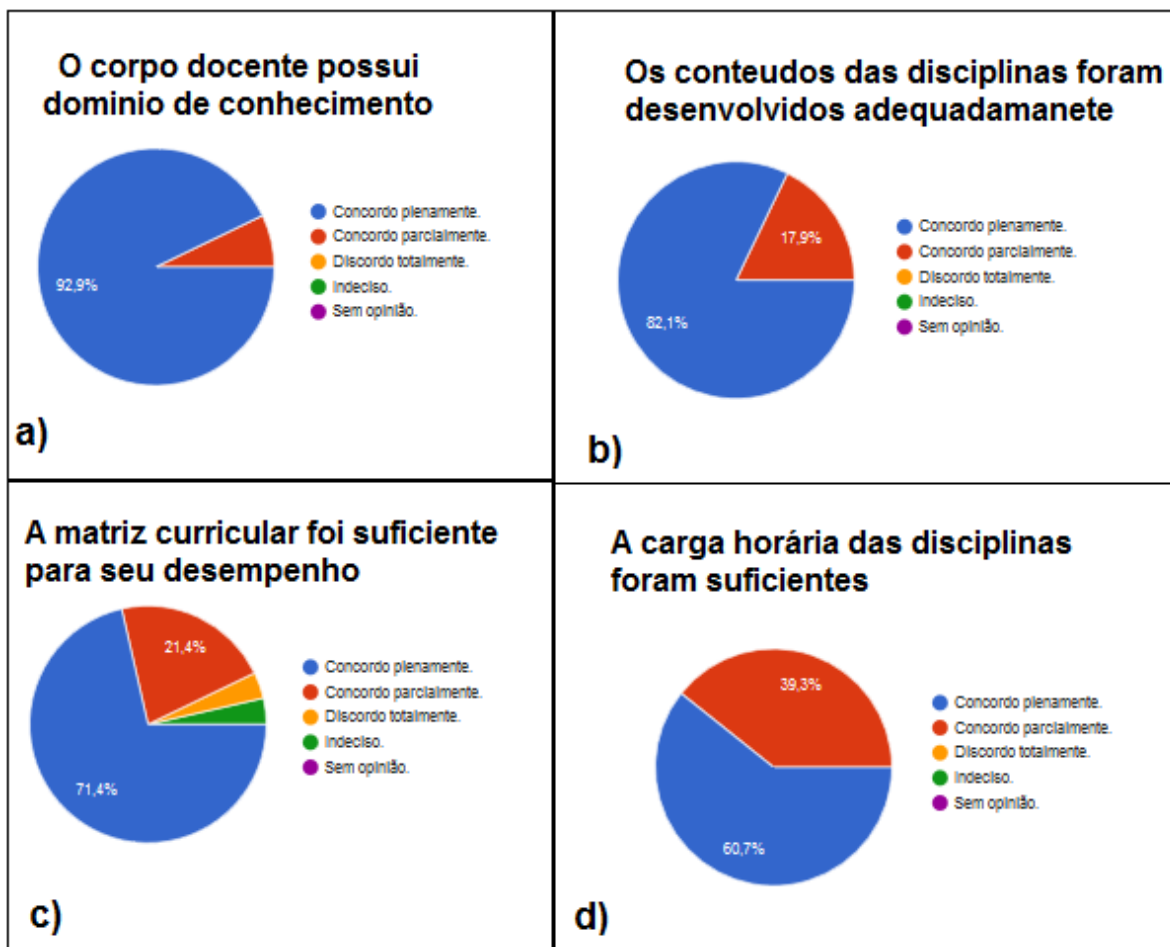 O corpo docente possui
dominio de conhecimento
92,9%
Concordo plenamente.
Concordo parcialmente.
Discordo totalmente.
Indeciso.
Sem opinião.
a)
Os conteudos das disciplinas foram
desenvolvidos adequadamanete
17,9%
82,1%
Concordo plenamente.
Concordo parcialmente.
Discordo totalmente.
Indeciso.
Sem opinião.
b)
A matriz curricular foi suficiente
para seu desempenho
21,4%
71,4%
Concordo plenamente.
Concordo parcialmente.
Discordo totalmente.
Indeciso.
Sem opinião.
c)
A carga horária das disciplinas
foram suficientes
39,3%
60,7%
Concordo plenamente.
Concordo parcialmente.
Discordo totalmente.
Indeciso.
Sem opinião.
d)